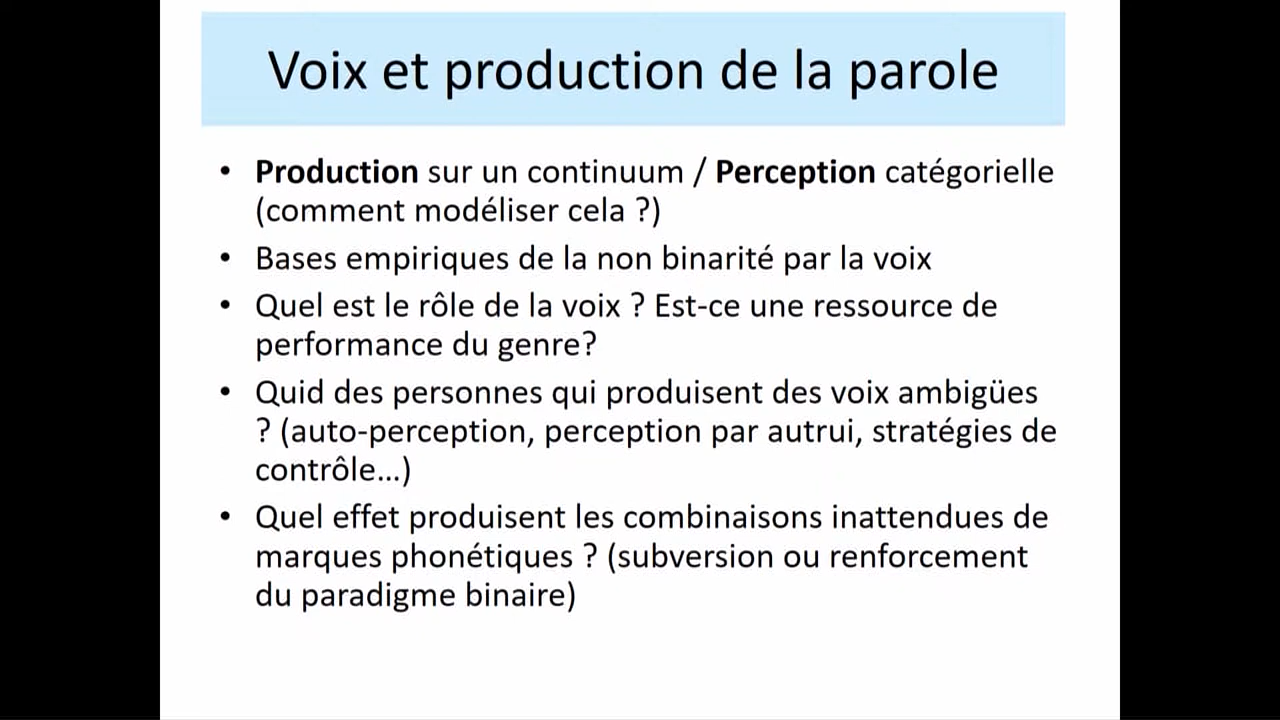 Voix et production de la parole
• Production sur un continuum / Perception catégorielle
(comment modéliser cela ?)
• Bases empiriques de la non binarité par la voix
• Quel est le rôle de la voix ? Est-ce une ressource de
performance du genre?
• Quid des personnes qui produisent des voix ambigües
? (auto-perception, perception par autrui, stratégies de
contrôle…)
• Quel effet produisent les combinaisons inattendues de
marques phonétiques ? (subversion ou renforcement
du paradigme binaire)